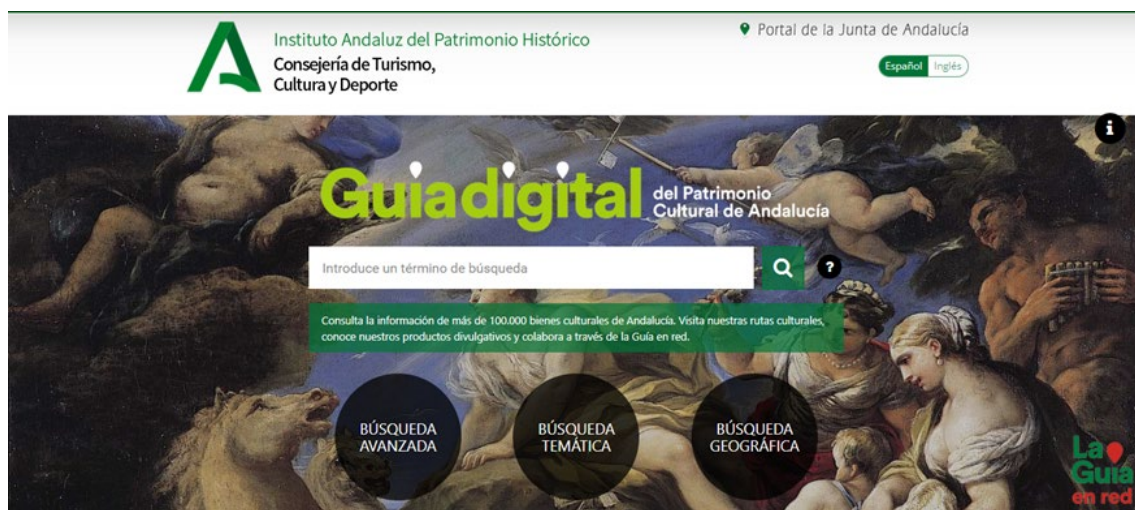 Instituto Andaluz del Patrimonio Histórico
Consejería de Turismo,
Cultura y Deporte
Portal de la Junta de Andalucía
Español Inglés
i
Guiadigital
del Patrimonio
Cultural de Andalucía
Introduce un término de búsqueda
?
Consulta la información de más de 100.000 bienes culturales de Andalucía. Visita nuestras rutas culturales,
conoce nuestros productos divulgativos y colabora a través de la Guía en red.
BÚSQUEDA
AVANZADA
BÚSQUEDA
TEMÁTICA
BÚSQUEDA
GEOGRÁFICA
La
Guia
en red